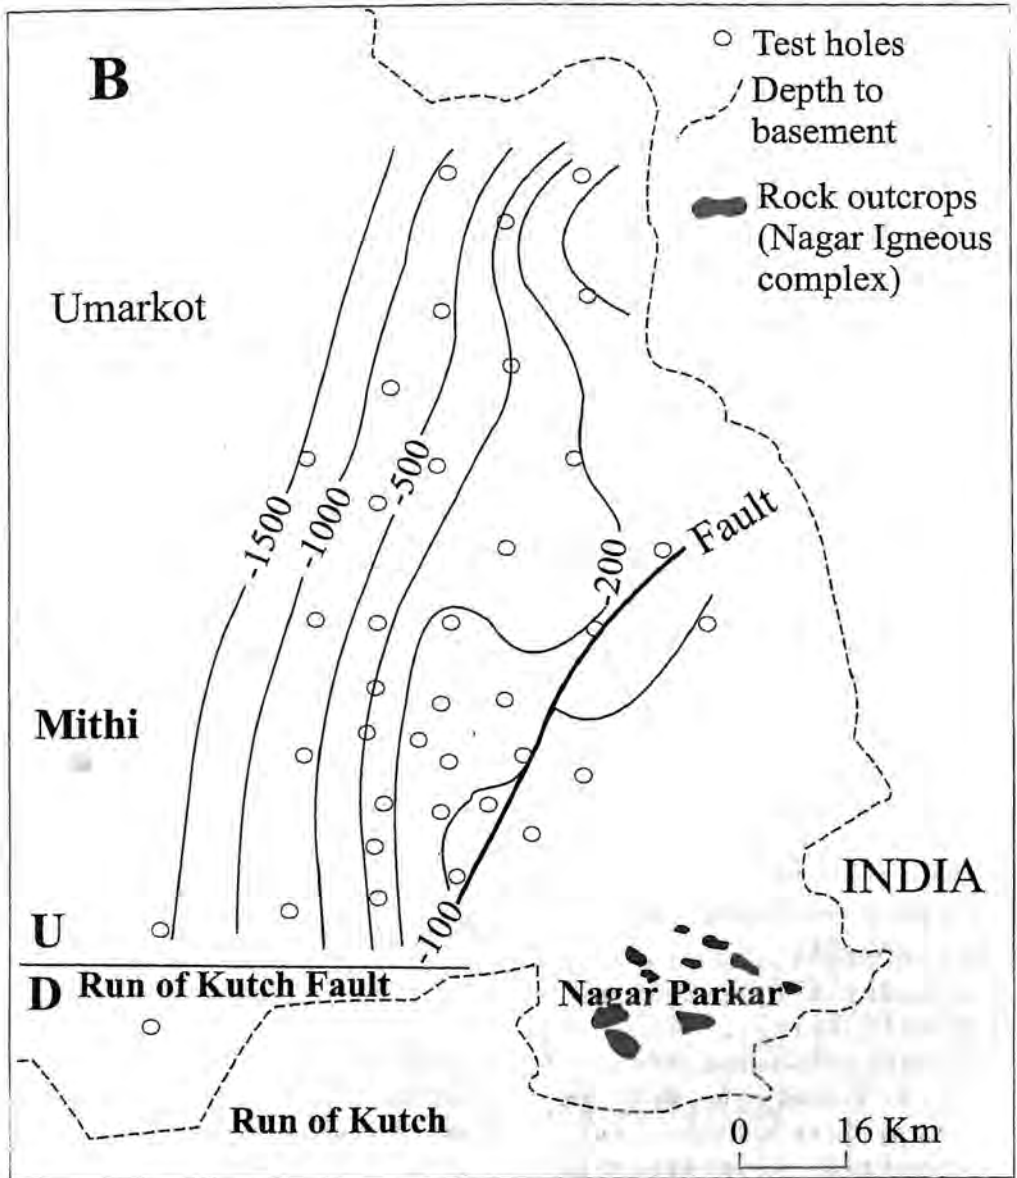 B
Test holes
Depth to
basement
Rock outcrops
(Nagar Igneous
complex)
Umarkot
-1500
-1000
-500
-200
Fault
Mithi
INDIA
-100
U
D
Run of Kutch Fault
Nagar Parkar
Run of Kutch
0
16 Km